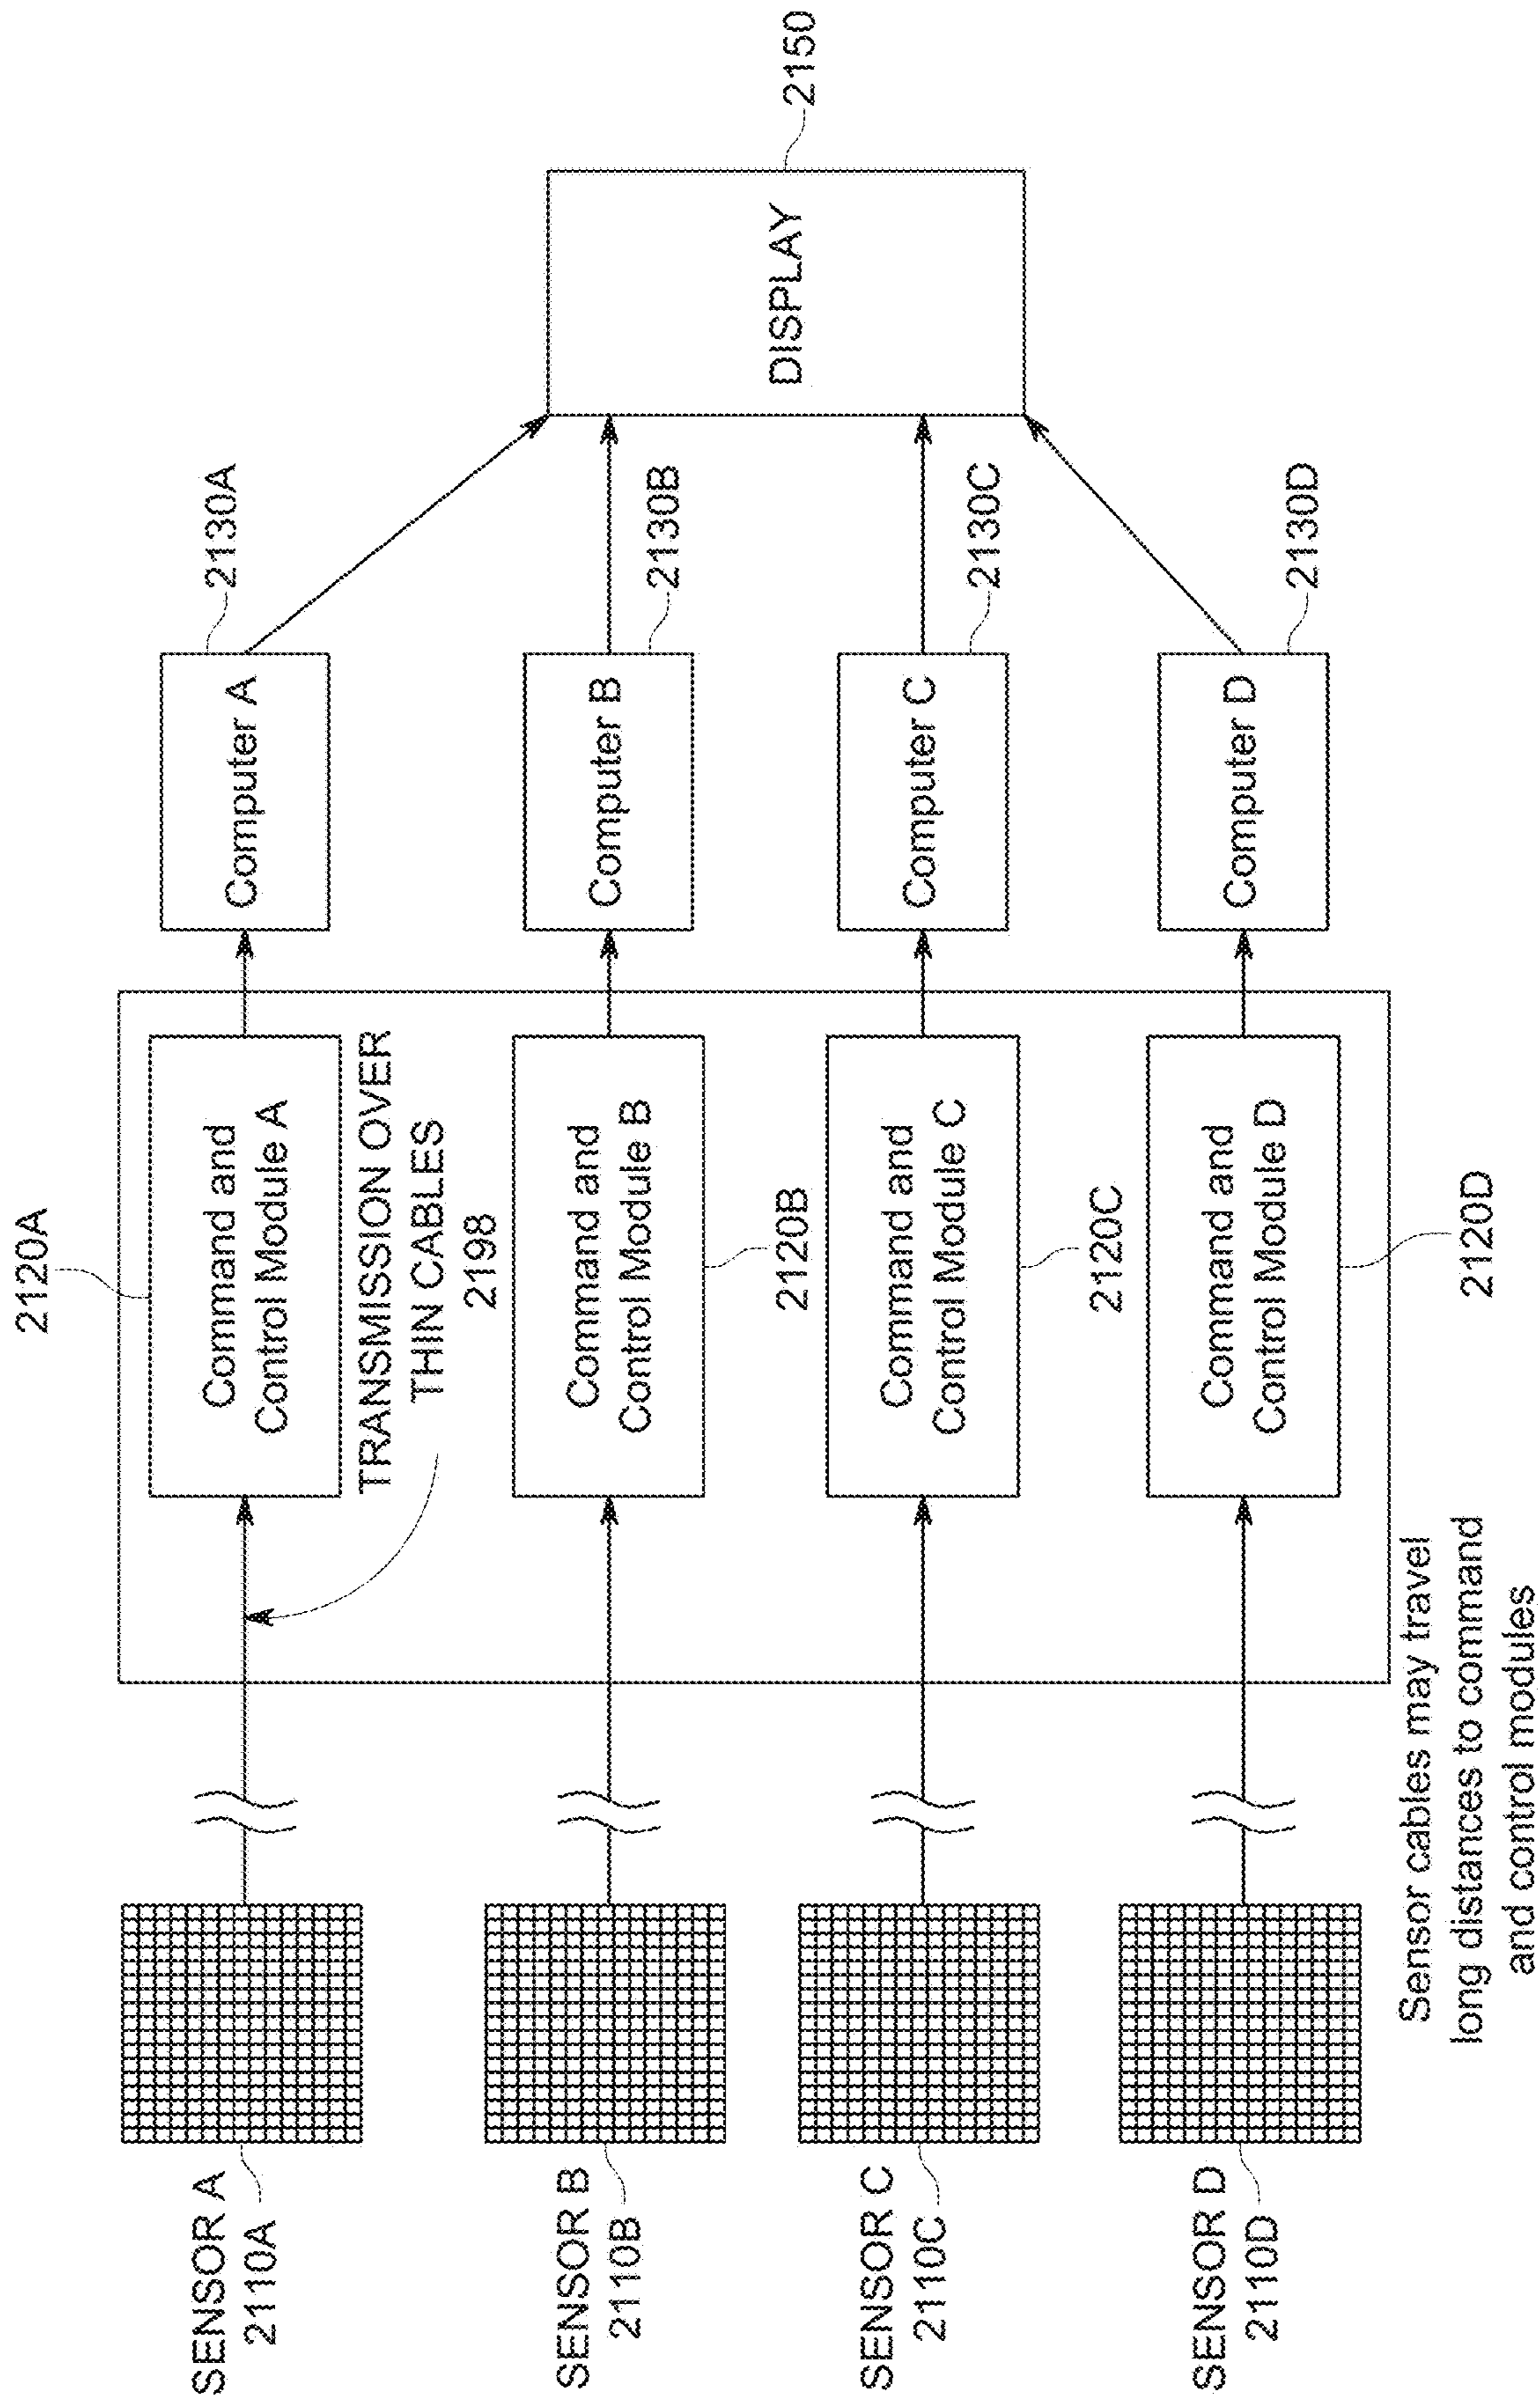 SENSOR A
2110A
2120A
Command and
Control Module A
TRANSMISSION OVER
THIN CABLES
2198
Computer A
2130A
SENSOR B
2110B
Command and
Control Module B
2120B
Computer B
2130B
DISPLAY
2150
SENSOR C
2110C
Command and
Control Module C
2120C
Computer C
2130C
SENSOR D
2110D
Command and
Control Module D
2120D
Computer D
2130D
Sensor cables may travel
long distances to command
and control modules